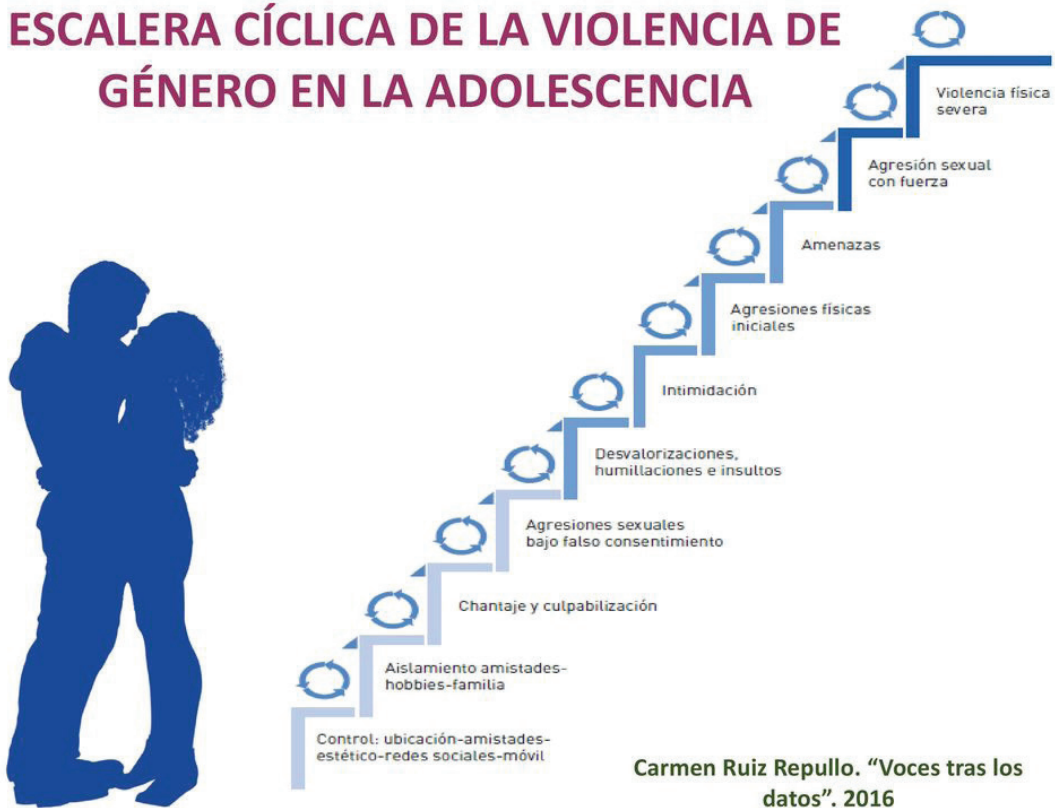 ESCALERA CÍCLICA DE LA VIOLENCIA DE
GÉNERO EN LA ADOLESCENCIA
Violencia física
severa
Agresión sexual
con fuerza
Amenazas
Agresiones físicas
iniciales
Intimidación
Desvalorizaciones,
humillaciones e insultos
Agresiones sexuales
bajo falso consentimiento
Chantaje y culpabilización
Aislamiento amistades-
hobbies-familia
Control: ubicación-amistades-
estético-redes sociales-móvil
Carmen Ruiz Repullo. “Voces tras los
datos”. 2016